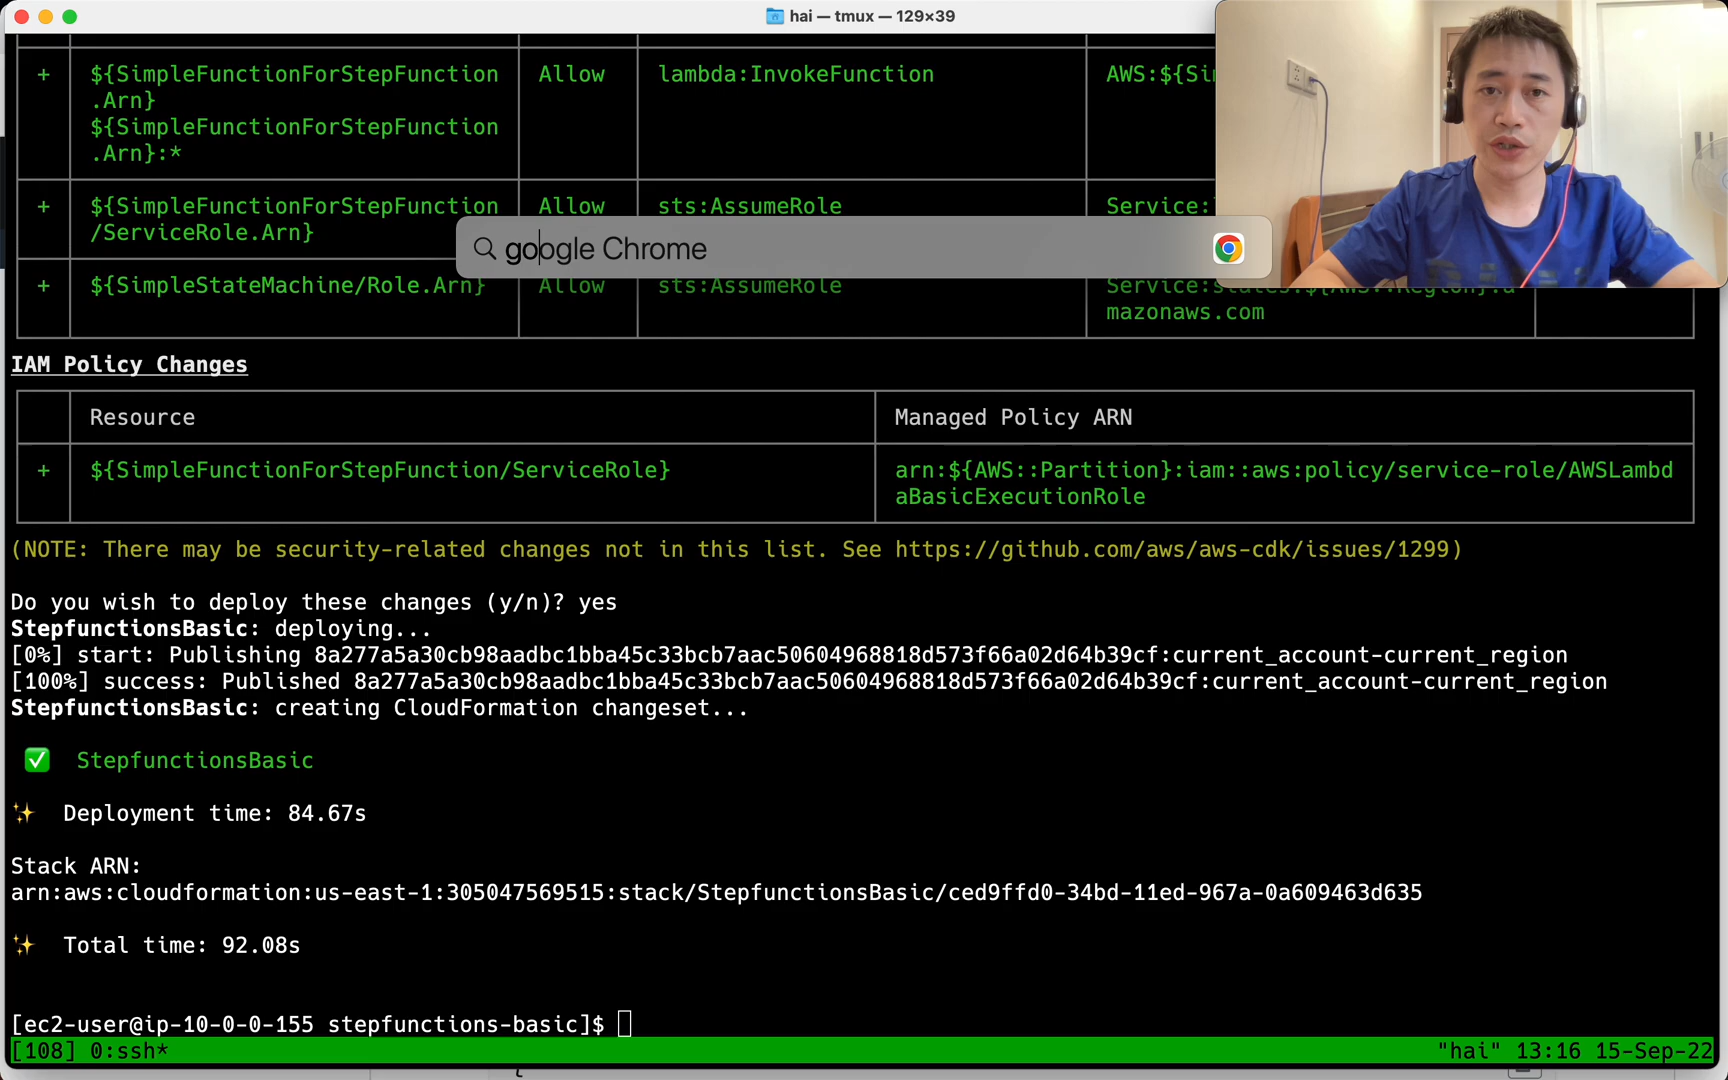 hai — tmux — 129×39
+ ${SimpleFunctionForStepFunction Allow lambda:InvokeFunction AWS:${Si
.Arn}
${SimpleFunctionForStepFunction
.Arn}:*
+ ${SimpleFunctionForStepFunction Allow sts:AssumeRole Service:
/ServiceRole.Arn}
google Chrome
+ ${SimpleStateMachine/Role.Arn} Allow sts:AssumeRole Service:states.${AWS::Region}.a
mazonaws.com
IAM Policy Changes
Resource Managed Policy ARN
+ ${SimpleFunctionForStepFunction/ServiceRole} arn:${AWS::Partition}:iam::aws:policy/service-role/AWSLambd
aBasicExecutionRole
(NOTE: There may be security-related changes not in this list. See https://github.com/aws/aws-cdk/issues/1299)
Do you wish to deploy these changes (y/n)? yes
StepfunctionsBasic: deploying...
[0%] start: Publishing 8a277a5a30cb98aadbc1bba45c33bcb7aac50604968818d573f66a02d64b39cf:current_account-current_region
[100%] success: Published 8a277a5a30cb98aadbc1bba45c33bcb7aac50604968818d573f66a02d64b39cf:current_account-current_region
StepfunctionsBasic: creating CloudFormation changeset...
✅ StepfunctionsBasic
✨ Deployment time: 84.67s
Stack ARN:
arn:aws:cloudformation:us-east-1:305047569515:stack/StepfunctionsBasic/ced9ffd0-34bd-11ed-967a-0a609463d635
✨ Total time: 92.08s
[ec2-user@ip-10-0-0-155 stepfunctions-basic]$
[108] 0:ssh* "hai" 13:16 15-Sep-22